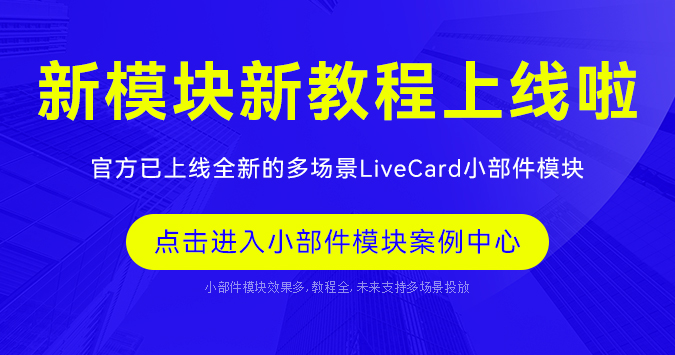 新模块新教程上线啦
官方已上线全新的多场景LiveCard小部件模块
点击进入小部件模块案例中心
小部件模块效果多, 教程全, 未来支持多场景投放